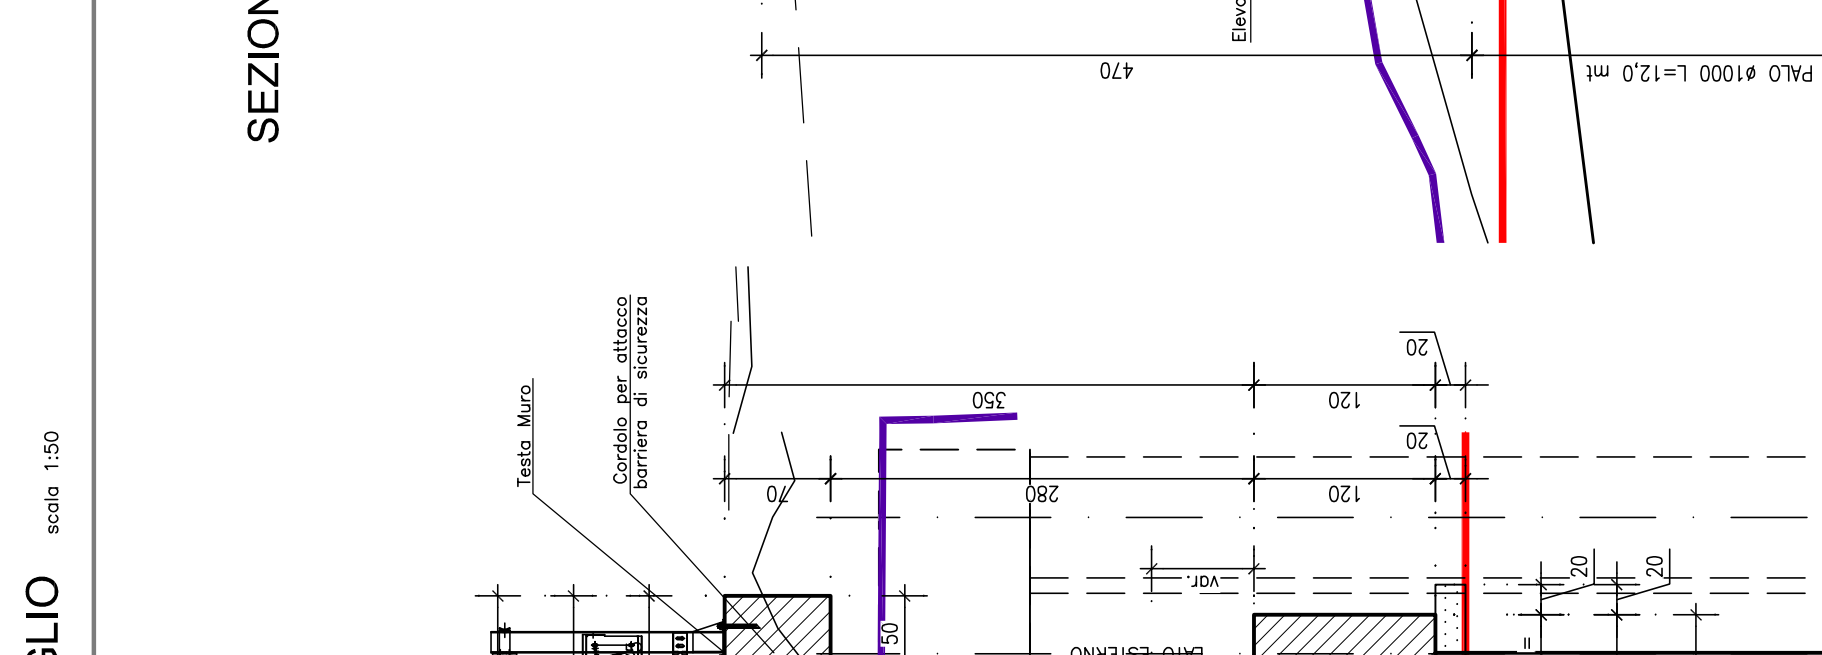 SEZION
Elevo
470
PALO ø1000 L=12,0 mt
20
350
120
20
70
280
120
Testa Muro
Cordolo per attacco
barriera di sicurezza
scala 1:50
GLIO
var.
20
20
50
LATO ESTERNO
=